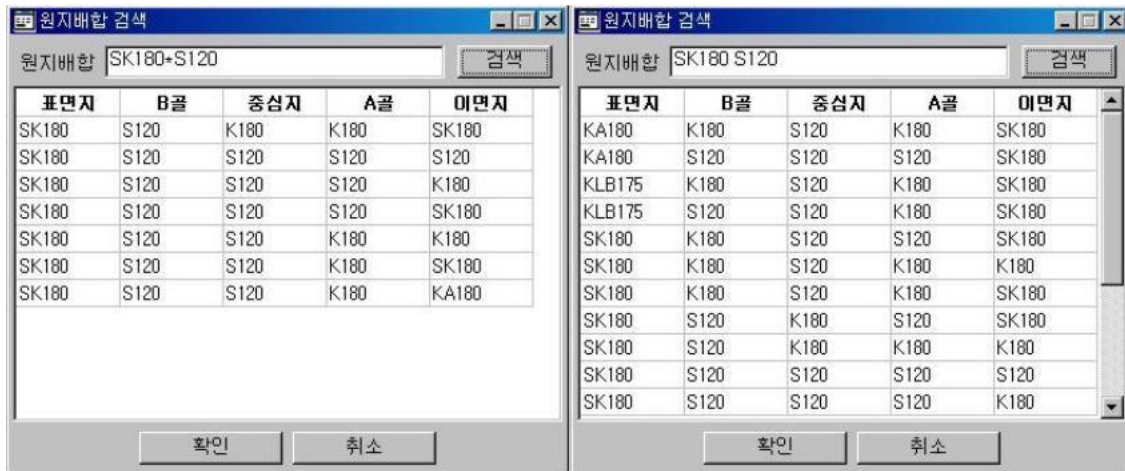 원지배합 검색
원지배합 SK180*S120 검색
표면지 B골 중심지 A골 이면지
SK180 S120 K180 K180 SK180
SK180 S120 S120 S120 S120
SK180 S120 S120 S120 K180
SK180 S120 S120 S120 SK180
SK180 S120 S120 K180 K180
SK180 S120 S120 K180 SK180
SK180 S120 S120 K180 KA180
확인 취소
원지배합 검색
원지배합 SK180 S120 검색
표면지 B골 중심지 A골 이면지
KA180 K180 S120 K180 SK180
KA180 S120 S120 S120 SK180
KLB175 K180 S120 K180 SK180
KLB175 S120 S120 K180 SK180
SK180 K180 S120 S120 SK180
SK180 K180 S120 K180 K180
SK180 K180 S120 K180 SK180
SK180 S120 K180 S120 SK180
SK180 S120 K180 K180 K180
SK180 S120 S120 S120 S120
SK180 S120 S120 S120 K180
확인 취소